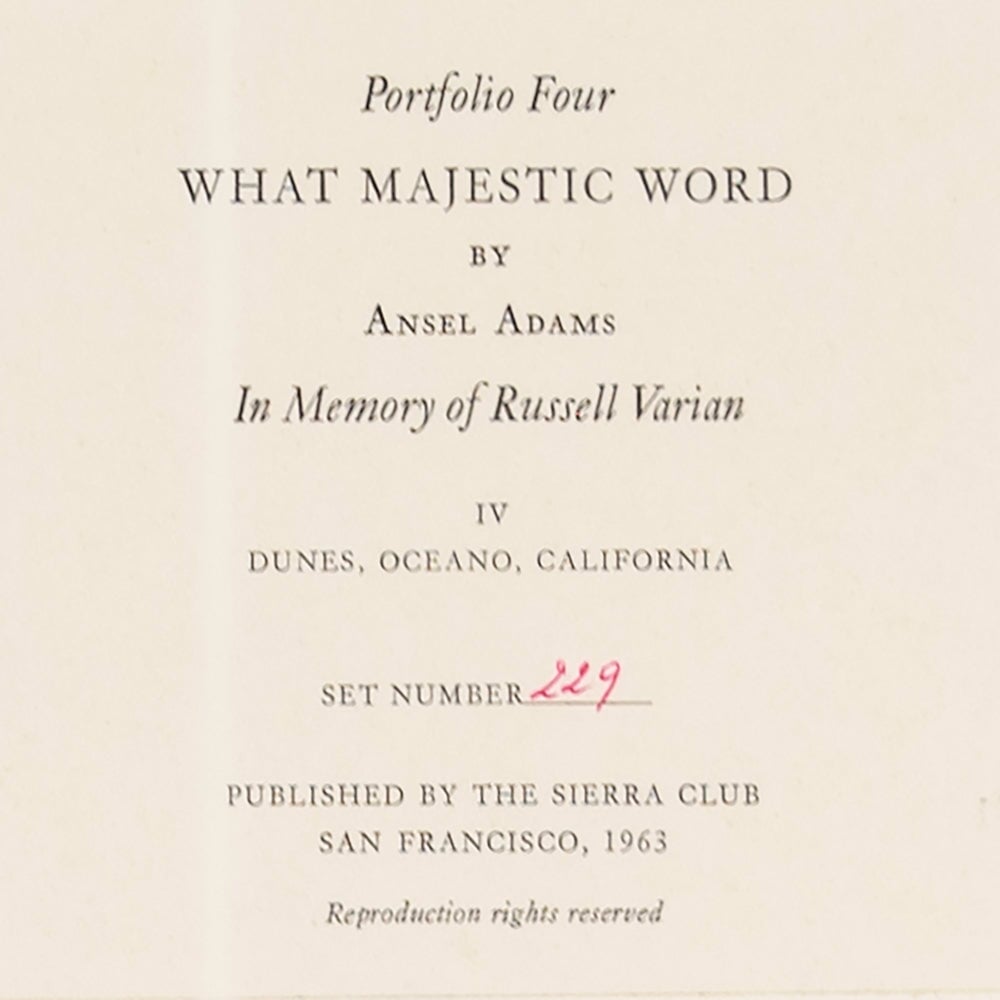 Portfolio Four
WHAT MAJESTIC WORD
BY
ANSEL ADAMS
In Memory of Russell Varian
IV
DUNES, OCEANO, CALIFORNIA
SET NUMBER 229
PUBLISHED BY THE SIERRA CLUB
SAN FRANCISCO, 1963
Reproduction rights reserved